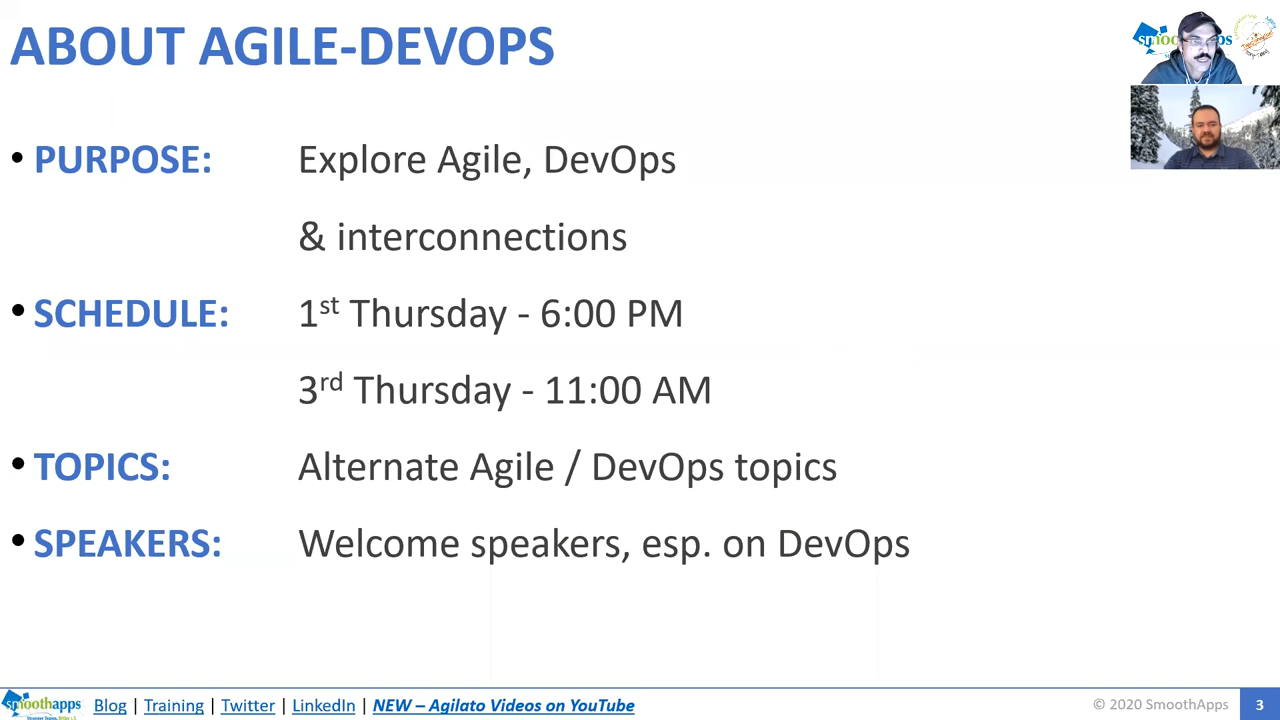 ABOUT AGILE-DEVOPS
• PURPOSE: Explore Agile, DevOps
& interconnections
• SCHEDULE: 1st Thursday - 6:00 PM
3rd Thursday - 11:00 AM
• TOPICS: Alternate Agile / DevOps topics
• SPEAKERS: Welcome speakers, esp. on DevOps
smoothapps
Blog | Training | Twitter | LinkedIn | NEW – Agilato Videos on YouTube
© 2020 SmoothApps
3